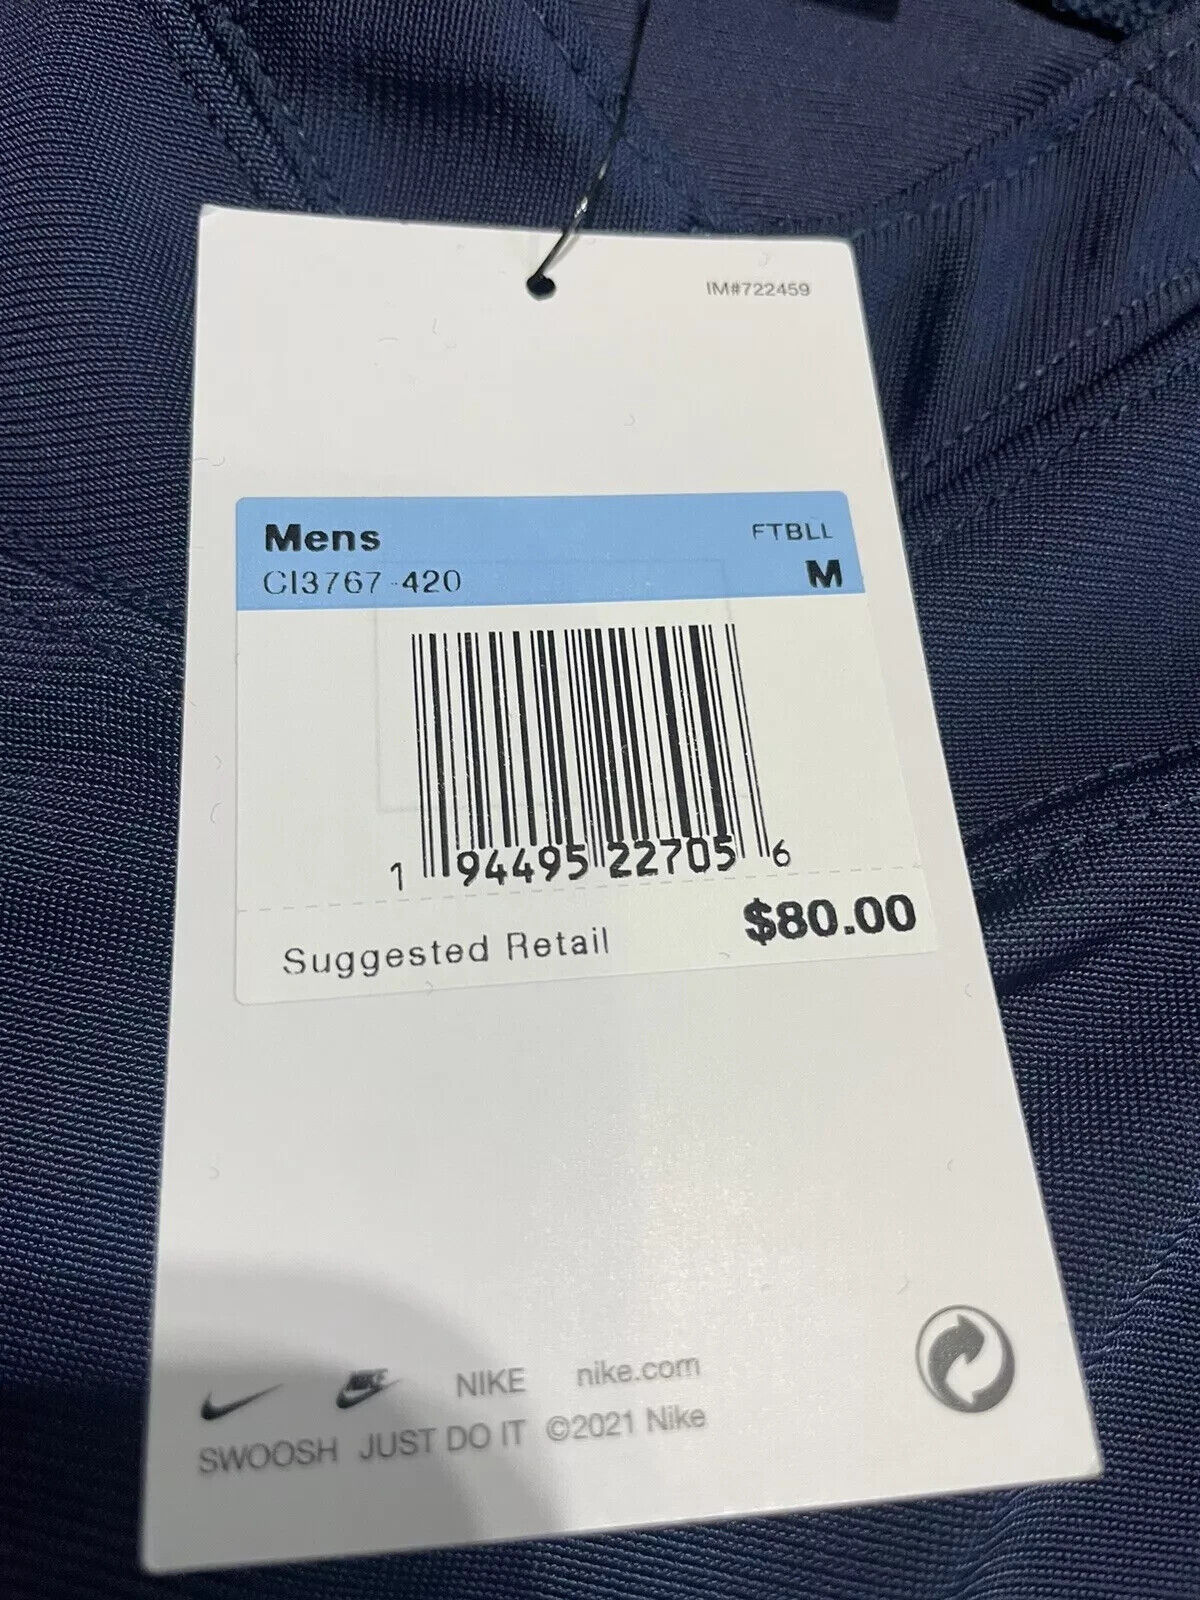 IM#722459
Mens FTBLL
CI3767-420 M
1 94495 22705 6
Suggested Retail $80.00
NIKE NIKE nike.com
SWOOSH JUST DO IT ©2021 Nike